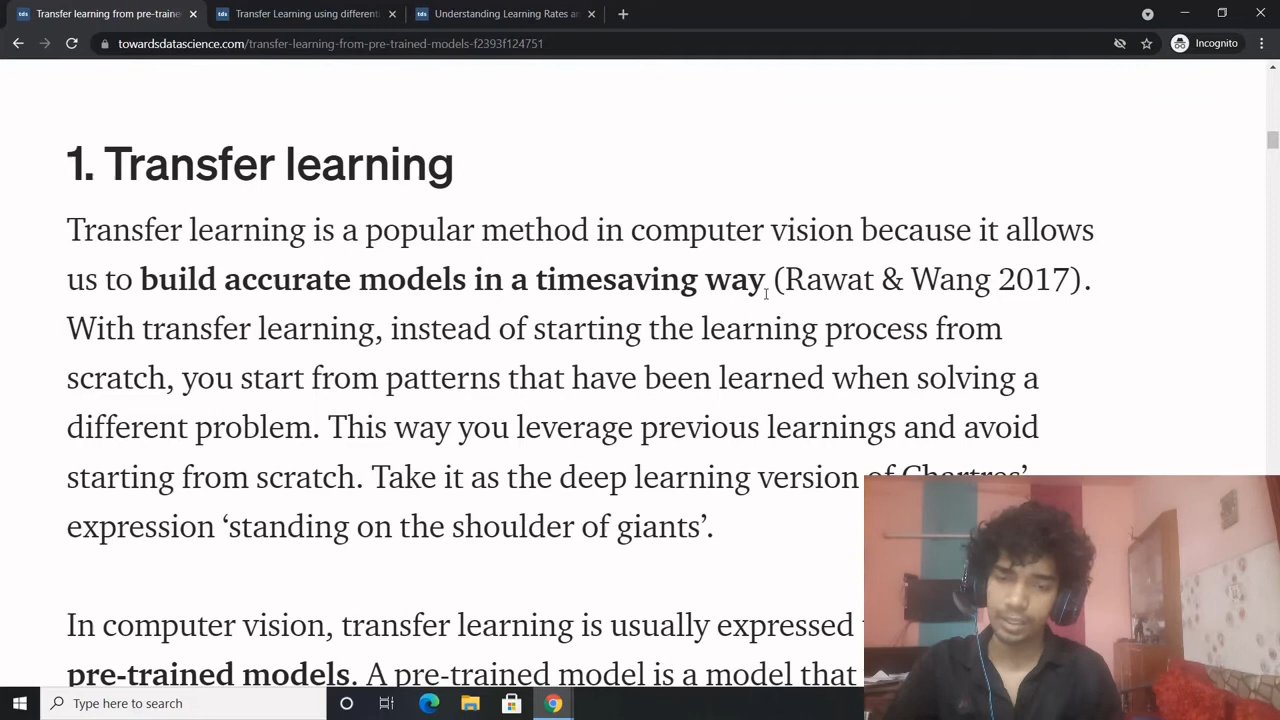 Transfer learning from pre-traine
Transfer Learning using different
Understanding Learning Rates an
towardsdatascience.com/transfer-learning-from-pre-trained-models-f2393f124751
Incognito
1. Transfer learning
Transfer learning is a popular method in computer vision because it allows
us to build accurate models in a timesaving way (Rawat & Wang 2017).
With transfer learning, instead of starting the learning process from
scratch, you start from patterns that have been learned when solving a
different problem. This way you leverage previous learnings and avoid
starting from scratch. Take it as the deep learning version of Chartres’
expression ‘standing on the shoulder of giants’.
In computer vision, transfer learning is usually expressed
pre-trained models. A pre-trained model is a model that
Type here to search